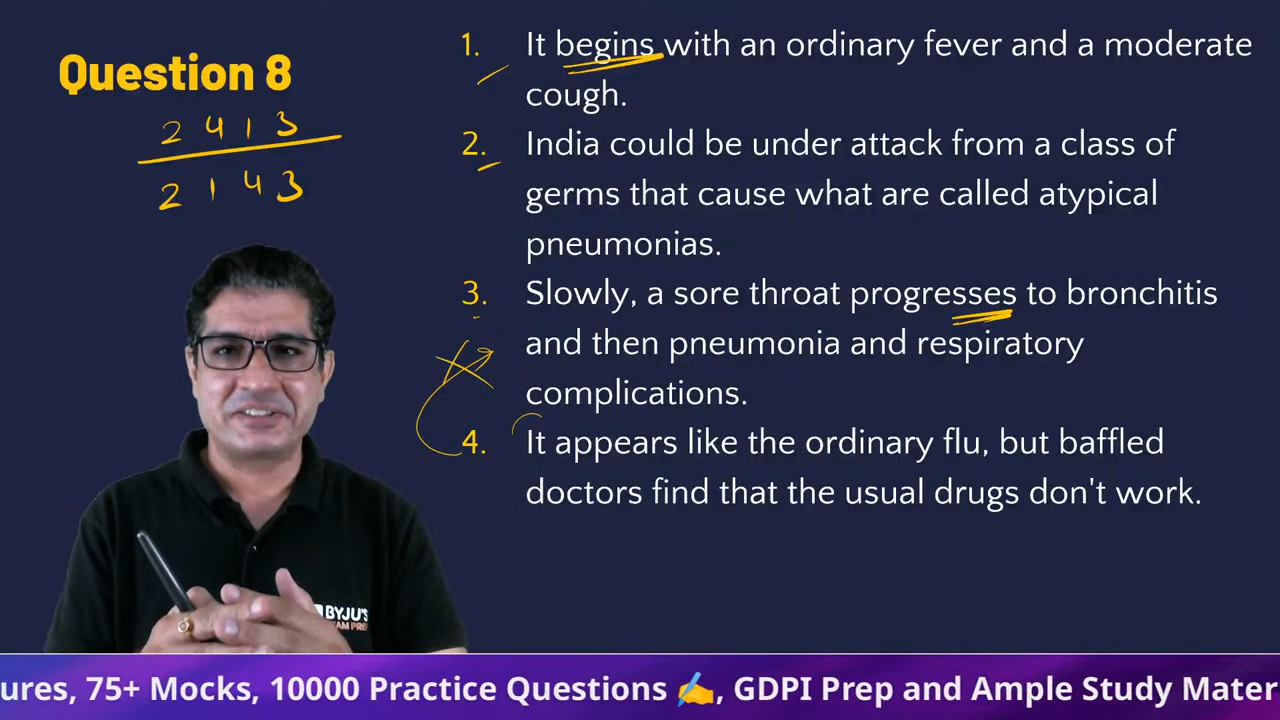 Question 8
2 4 1 3
2 1 4 3
1. It begins with an ordinary fever and a moderate
cough.
2. India could be under attack from a class of
germs that cause what are called atypical
pneumonias.
3. Slowly, a sore throat progresses to bronchitis
and then pneumonia and respiratory
complications.
4. It appears like the ordinary flu, but baffled
doctors find that the usual drugs don't work.
BYJU'S
EXAM PREP
ures, 75+ Mocks, 10000 Practice Questions ✍️, GDPI Prep and Ample Study Mater